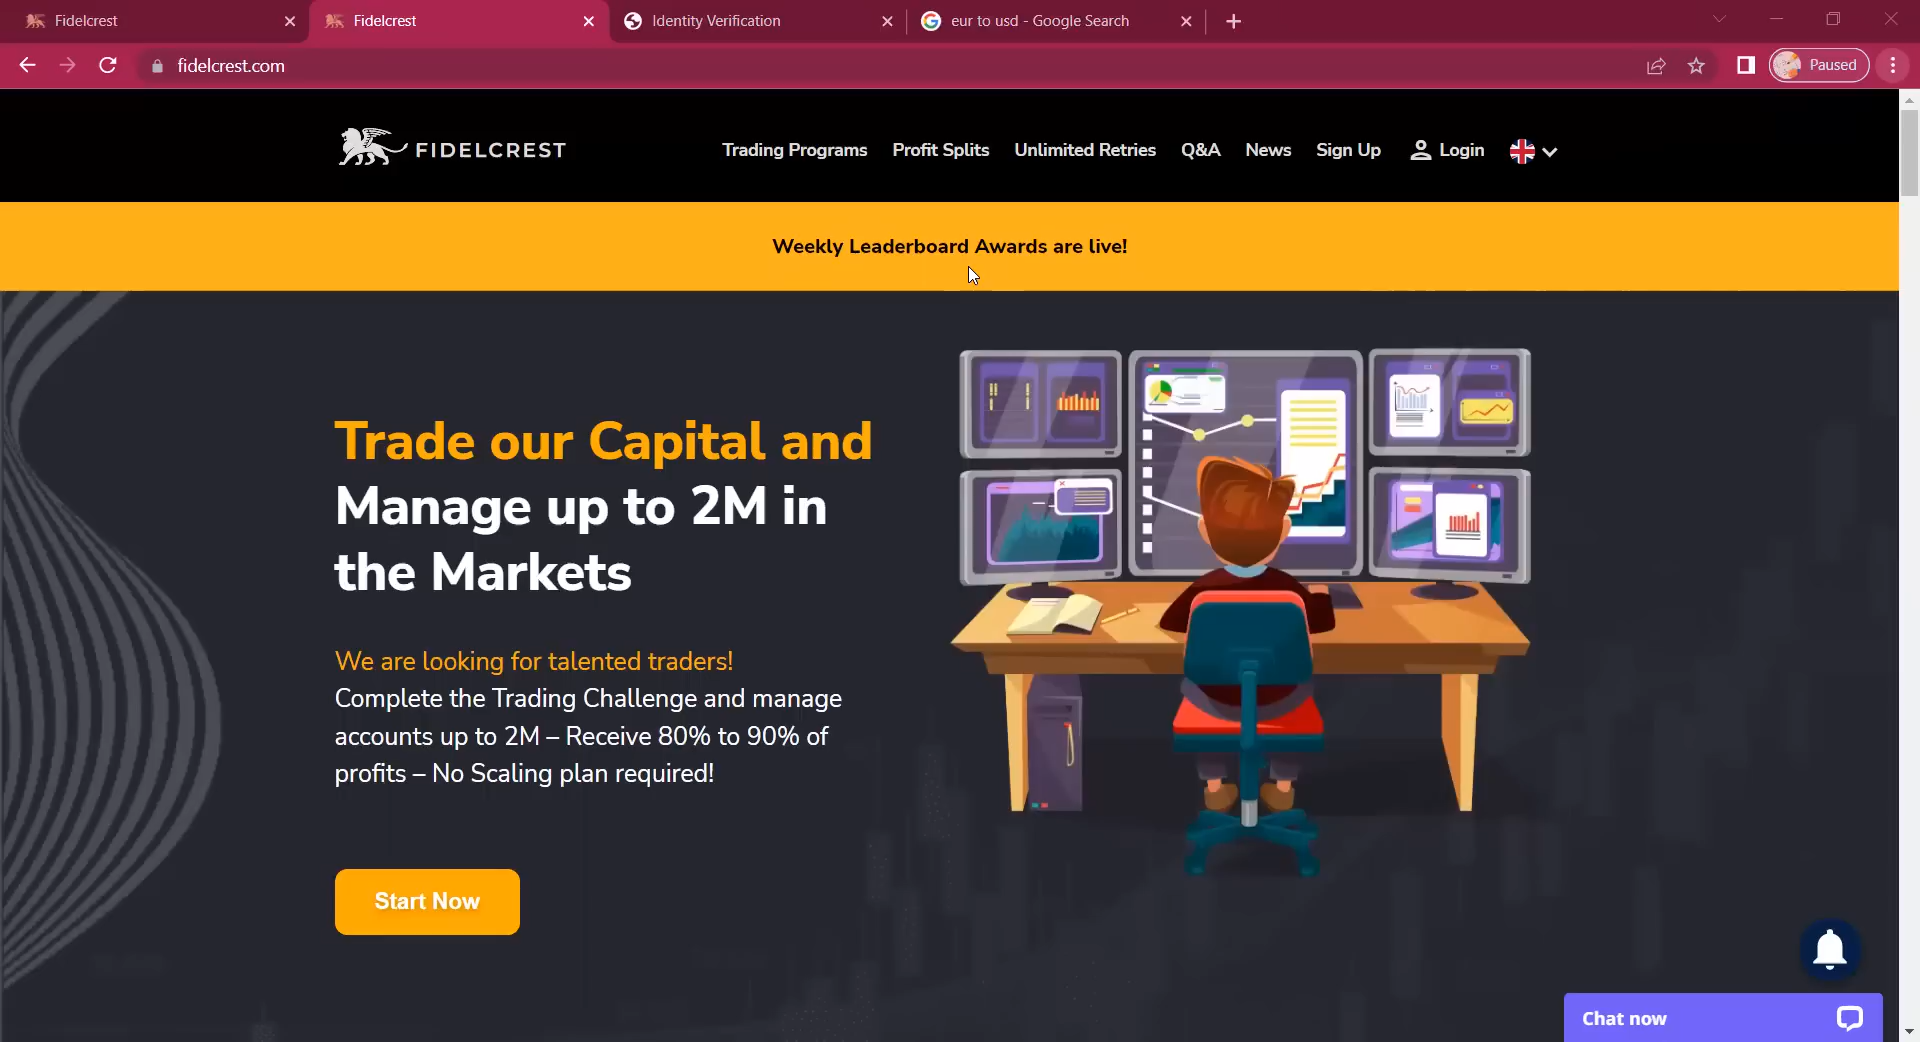 Fidelcrest
Fidelcrest
Identity Verification
eur to usd - Google Search
fidelcrest.com
Paused
FIDELCREST
Trading Programs
Profit Splits
Unlimited Retries
Q&A
News
Sign Up
Login
Weekly Leaderboard Awards are live!
Trade our Capital and
Manage up to 2M in
the Markets
We are looking for talented traders!
Complete the Trading Challenge and manage
accounts up to 2M – Receive 80% to 90% of
profits – No Scaling plan required!
Start Now
Chat now